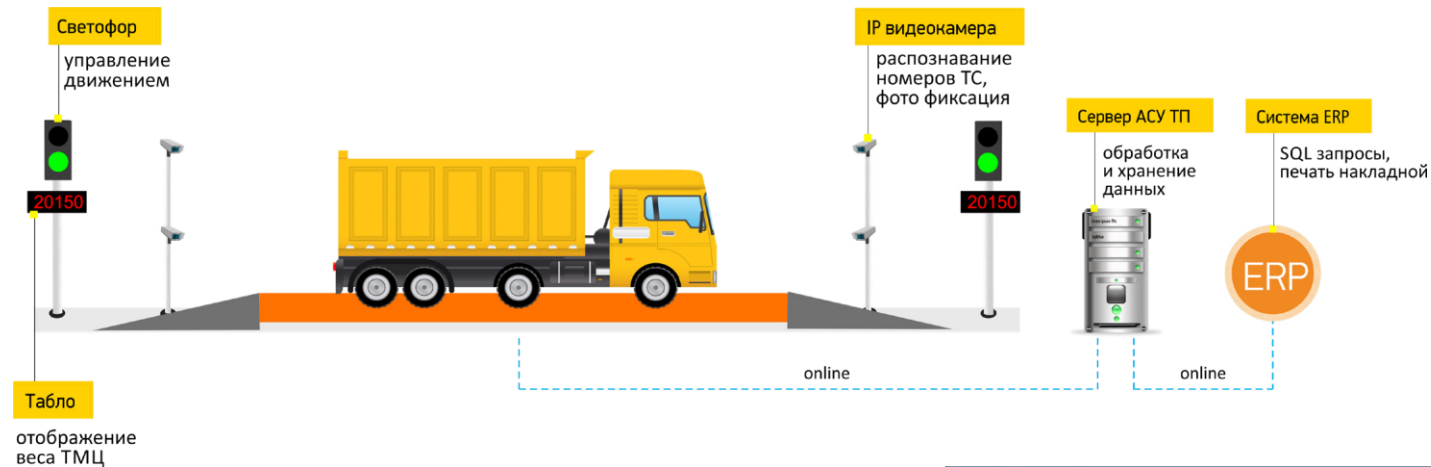 Светофор
управление
движением
IP видеокамера
распознавание
номеров ТС,
фото фиксация
Сервер АСУ ТП
обработка
и хранение
данных
Система ERP
SQL запросы,
печать накладной
20150
20150
ERP
online
online
Табло
отображение
веса ТМЦ